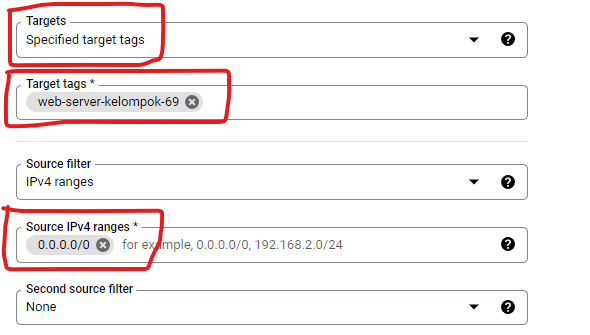 Targets
Specified target tags
Target tags *
web-server-kelompok-69
Source filter
IPv4 ranges
Source IPv4 ranges *
0.0.0.0/0 for example, 0.0.0.0/0, 192.168.2.0/24
Second source filter
None